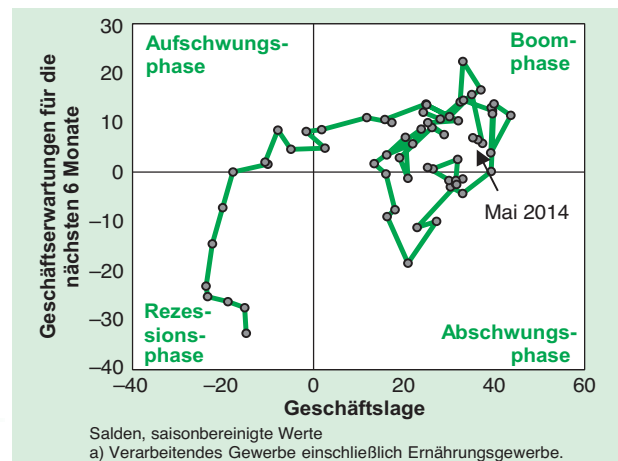 Geschäftserwartungen für die
nächsten 6 Monate
30
20
10
0
–10
–20
–30
–40
Aufschwungs-
phase
Boom-
phase
Mai 2014
Rezes-
sions-
phase
Abschwungs-
phase
–40
–20
0
20
40
60
Geschäftslage
Salden, saisonbereinigte Werte
a) Verarbeitendes Gewerbe einschließlich Ernährungsgewerbe.